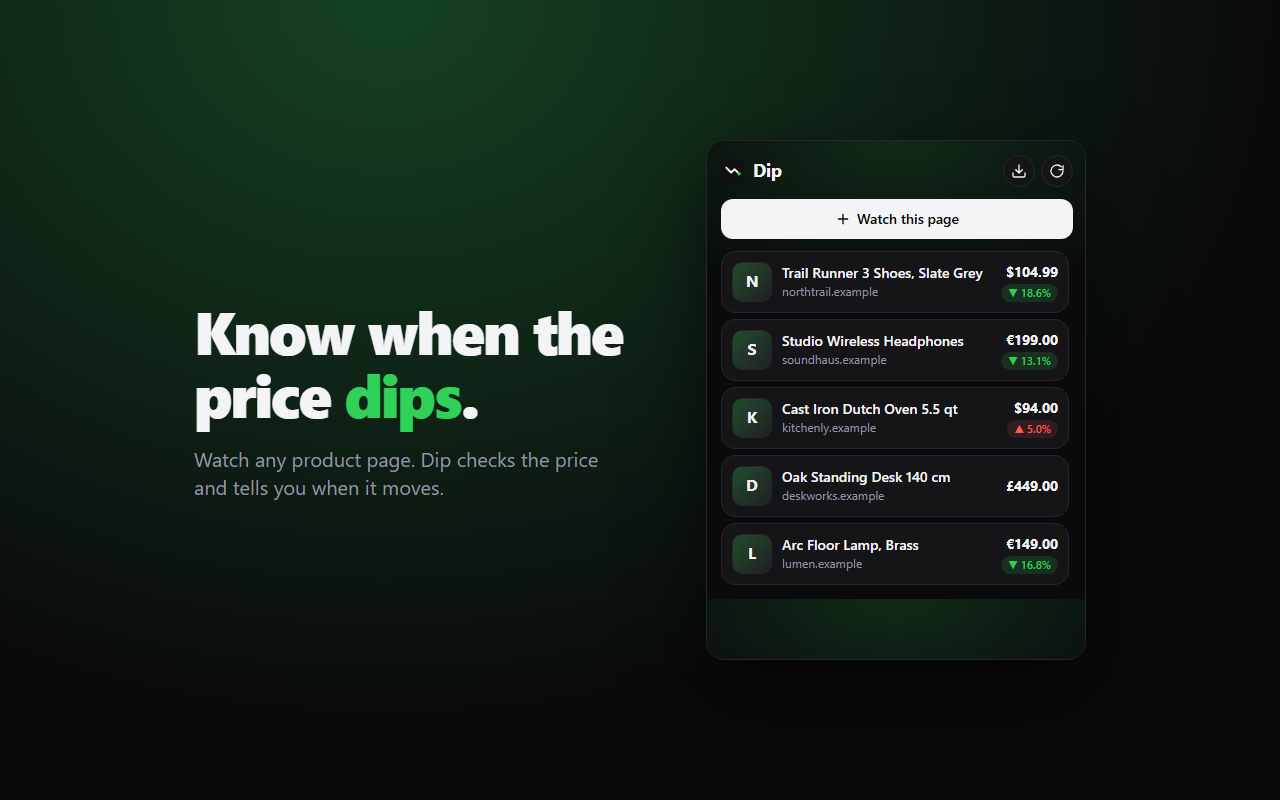 Know when the
price dips.
Watch any product page. Dip checks the price
and tells you when it moves.
Dip
Watch this page
N Trail Runner 3 Shoes, Slate Grey $104.99
northtrail.example ▼ 18.6%
S Studio Wireless Headphones €199.00
soundhaus.example ▼ 13.1%
K Cast Iron Dutch Oven 5.5 qt $94.00
kitchenly.example ▲ 5.0%
D Oak Standing Desk 140 cm £449.00
deskworks.example
L Arc Floor Lamp, Brass €149.00
lumen.example ▼ 16.8%